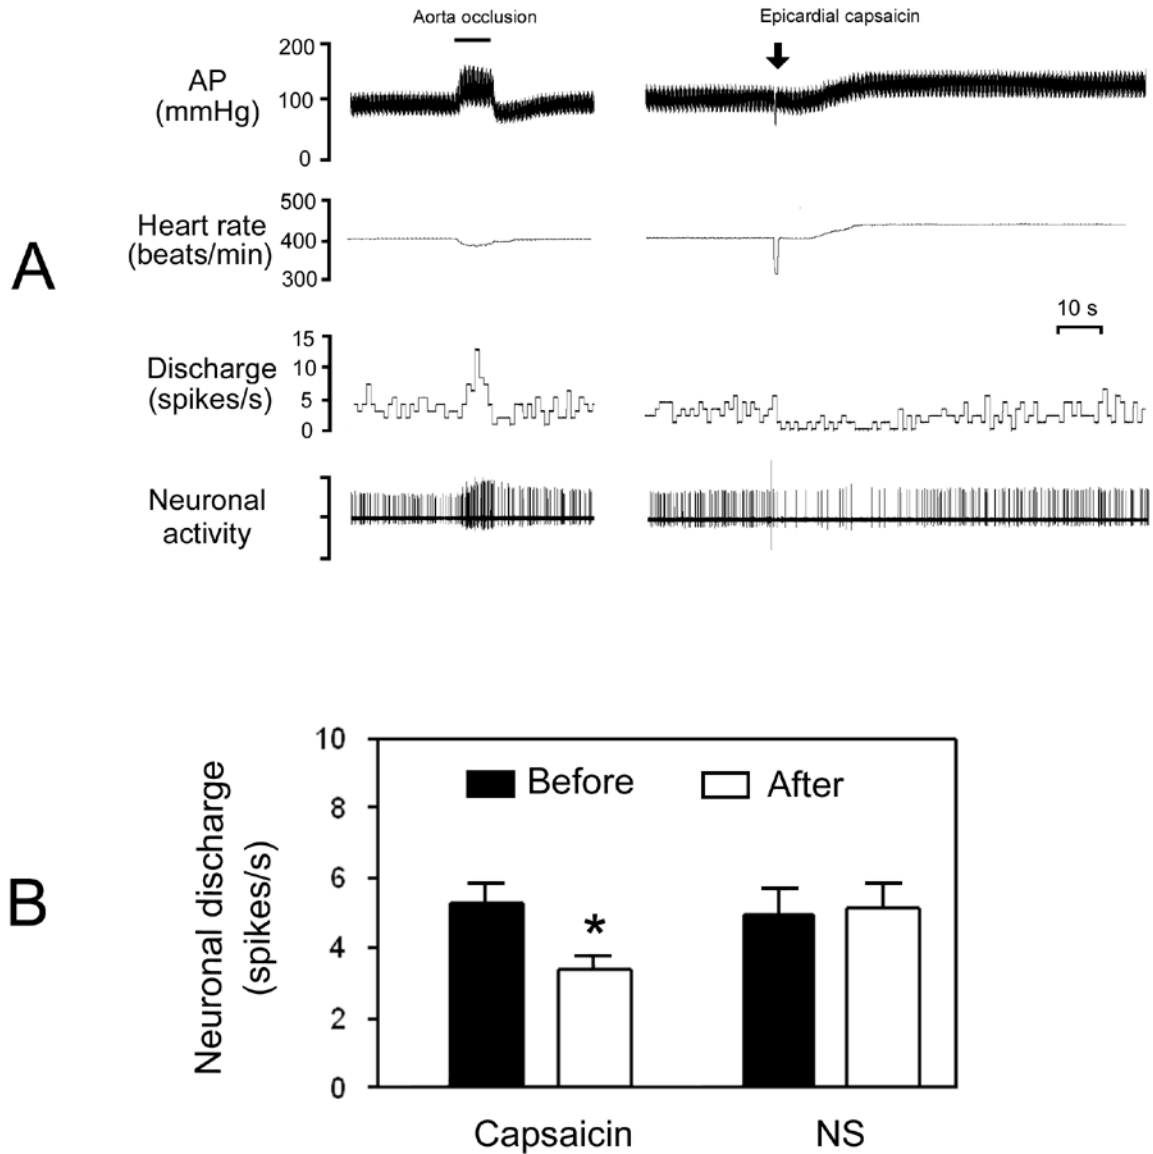 Aorta occlusion
Epicardial capsaicin
AP
(mmHg)
200
100
0
A
Heart rate
(beats/min)
500
400
300
10 s
Discharge
(spikes/s)
15
10
5
0
Neuronal
activity
B
Neuronal discharge
(spikes/s)
10
8
6
4
2
0
Before
After
*
Capsaicin
NS